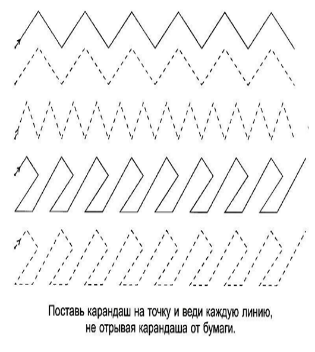 Поставь карандаш на точку и веди каждую линию,
не отрывая карандаша от бумаги.